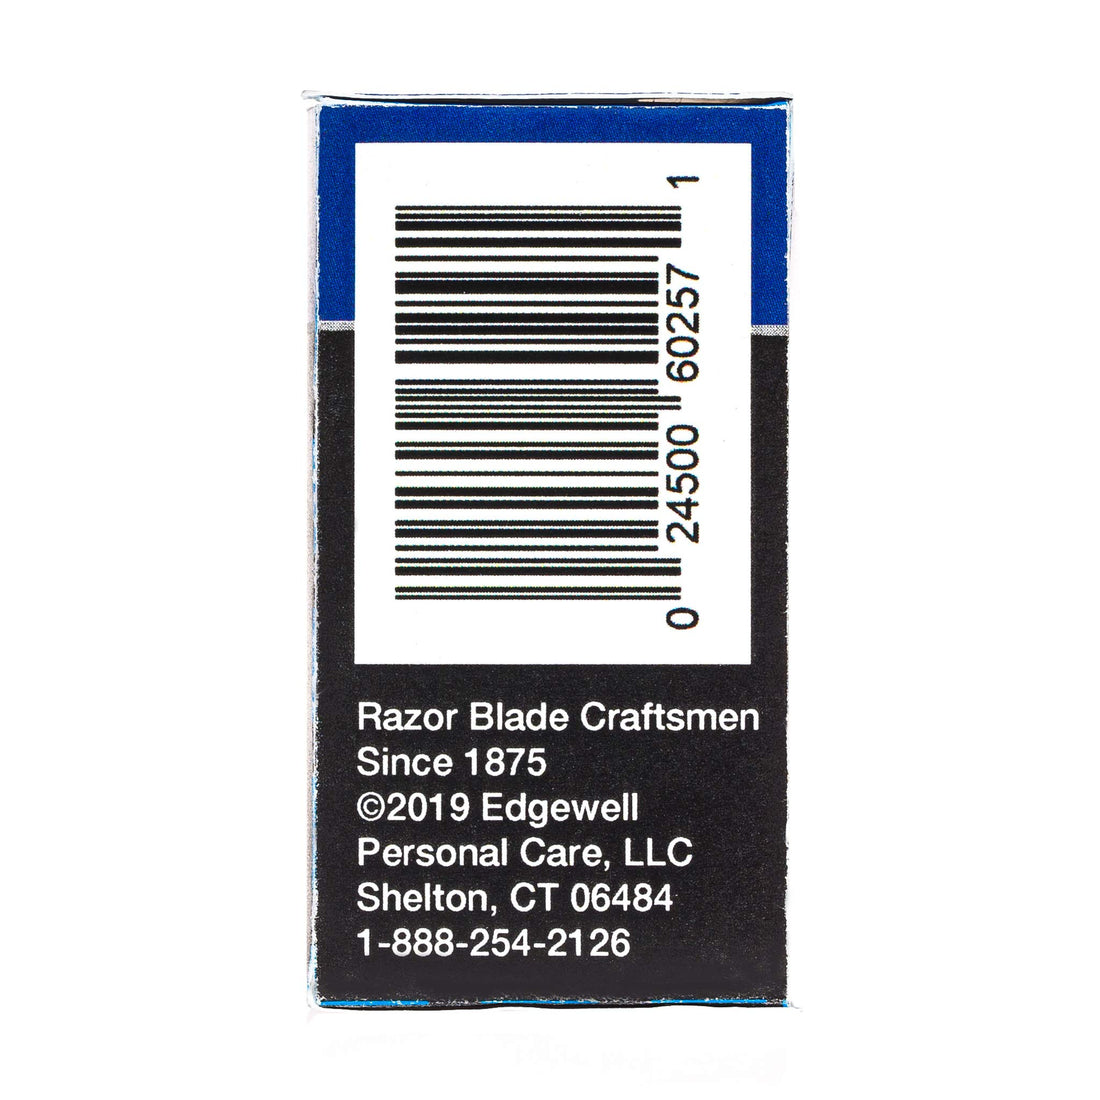 0 24500 60257 1
Razor Blade Craftsmen
Since 1875
©2019 Edgewell
Personal Care, LLC
Shelton, CT 06484
1-888-254-2126